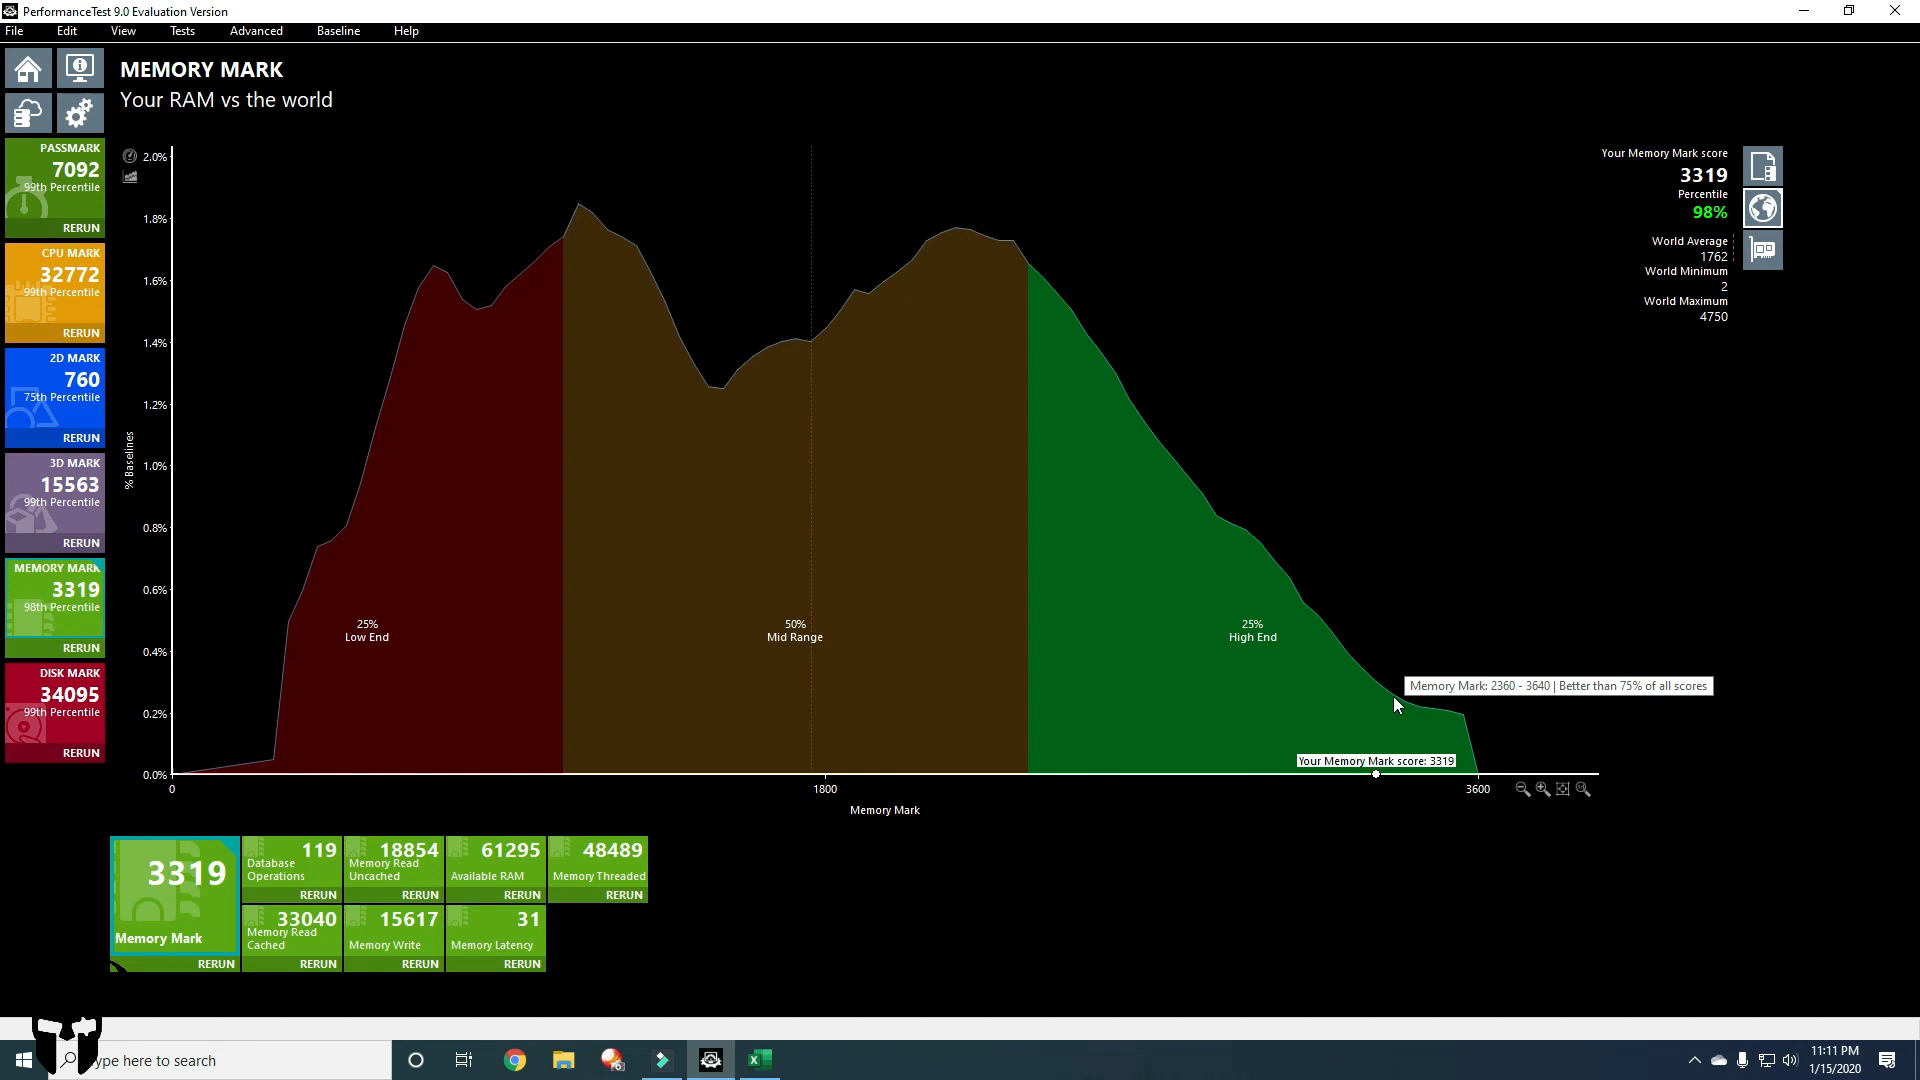 PerformanceTest 9.0 Evaluation Version
File Edit View Tests Advanced Baseline Help
MEMORY MARK
Your RAM vs the world
PASSMARK
7092
99th Percentile
RERUN
CPU MARK
32772
99th Percentile
RERUN
2D MARK
760
75th Percentile
RERUN
3D MARK
15563
99th Percentile
RERUN
MEMORY MARK
3319
98th Percentile
RERUN
DISK MARK
34095
99th Percentile
RERUN
2.0%
1.8%
1.6%
1.4%
1.2%
1.0%
0.8%
0.6%
0.4%
0.2%
0.0%
% Baselines
25%
Low End
50%
Mid Range
25%
High End
Memory Mark: 2360 - 3640 | Better than 75% of all scores
Your Memory Mark score: 3319
0 1800 3600
Memory Mark
Your Memory Mark score
3319
Percentile
98%
World Average
1762
World Minimum
2
World Maximum
4750
3319
Memory Mark
RERUN
119
Database
Operations
RERUN
18854
Memory Read
Uncached
RERUN
61295
Available RAM
RERUN
48489
Memory Threaded
RERUN
33040
Memory Read
Cached
RERUN
15617
Memory Write
RERUN
31
Memory Latency
RERUN
ype here to search
11:11 PM
1/15/2020